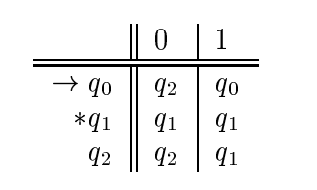 0 1
→ q₀ q₂ q₀
*q₁ q₁ q₁
q₂ q₂ q₁